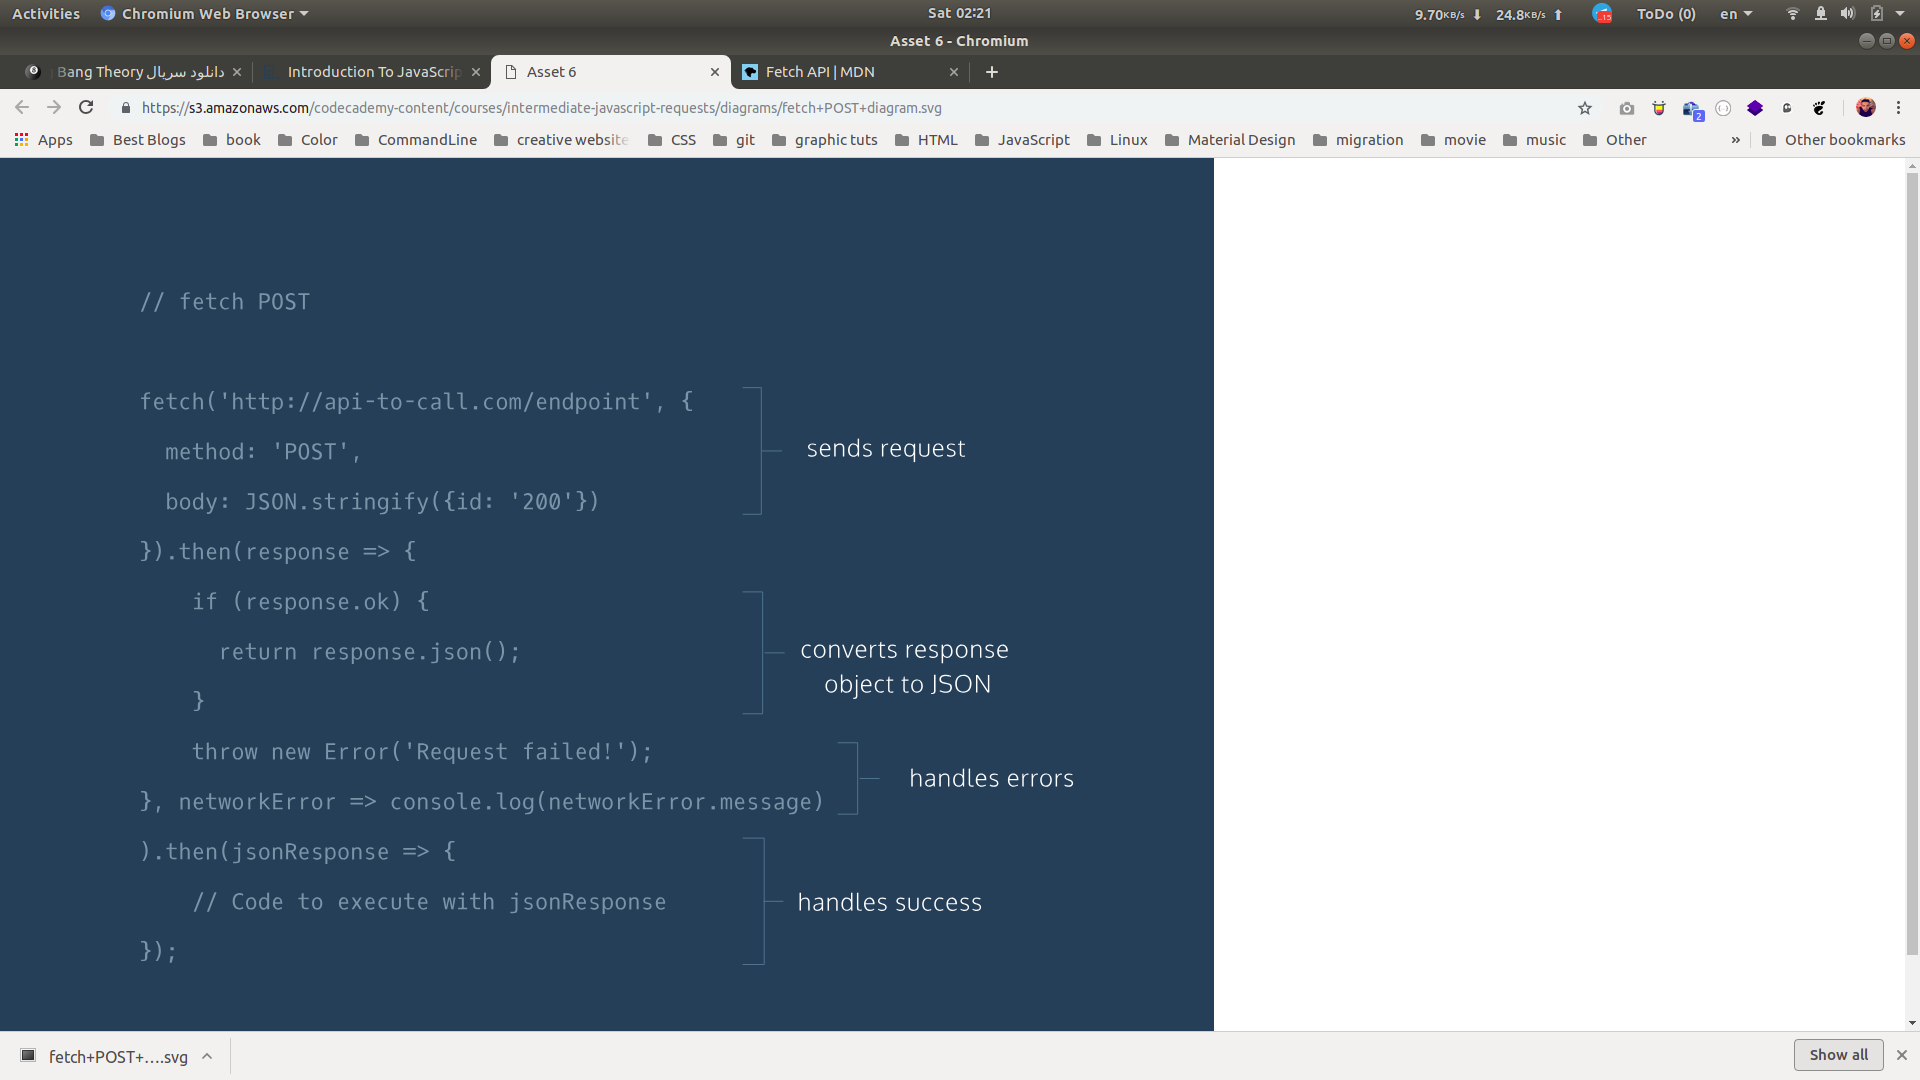 Activities Chromium Web Browser Sat 02:21 9.70KB/s 24.8KB/s ToDo (0) en
Asset 6 - Chromium
دانلود سریال Bang Theory Introduction To JavaScrip Asset 6 Fetch API | MDN
https://s3.amazonaws.com/codecademy-content/courses/intermediate-javascript-requests/diagrams/fetch+POST+diagram.svg 2
Apps Best Blogs book Color CommandLine creative website CSS git graphic tuts HTML JavaScript Linux Material Design migration movie music Other » Other bookmarks
// fetch POST
fetch('http://api-to-call.com/endpoint', {
method: 'POST',
sends request
body: JSON.stringify({id: '200'})
}).then(response => {
if (response.ok) {
return response.json();
converts response
object to JSON
}
throw new Error('Request failed!');
handles errors
}, networkError => console.log(networkError.message)
).then(jsonResponse => {
// Code to execute with jsonResponse
handles success
});
fetch+POST+....svg Show all